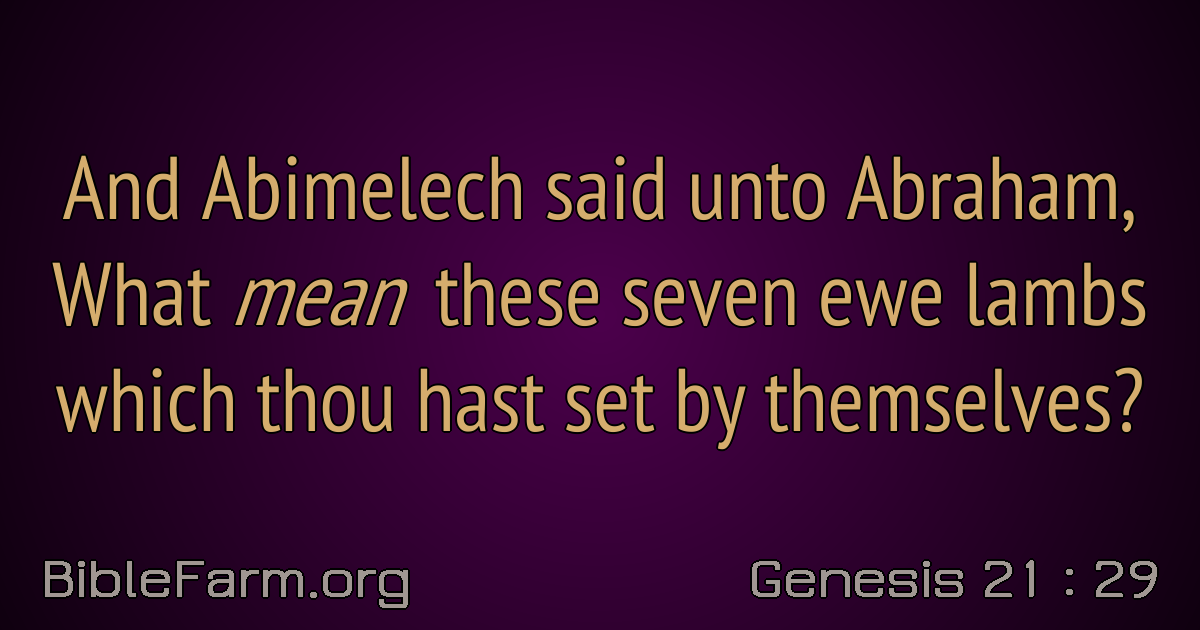 And Abimelech said unto Abraham,
What mean these seven ewe lambs
which thou hast set by themselves?
BibleFarm.org
Genesis 21 : 29